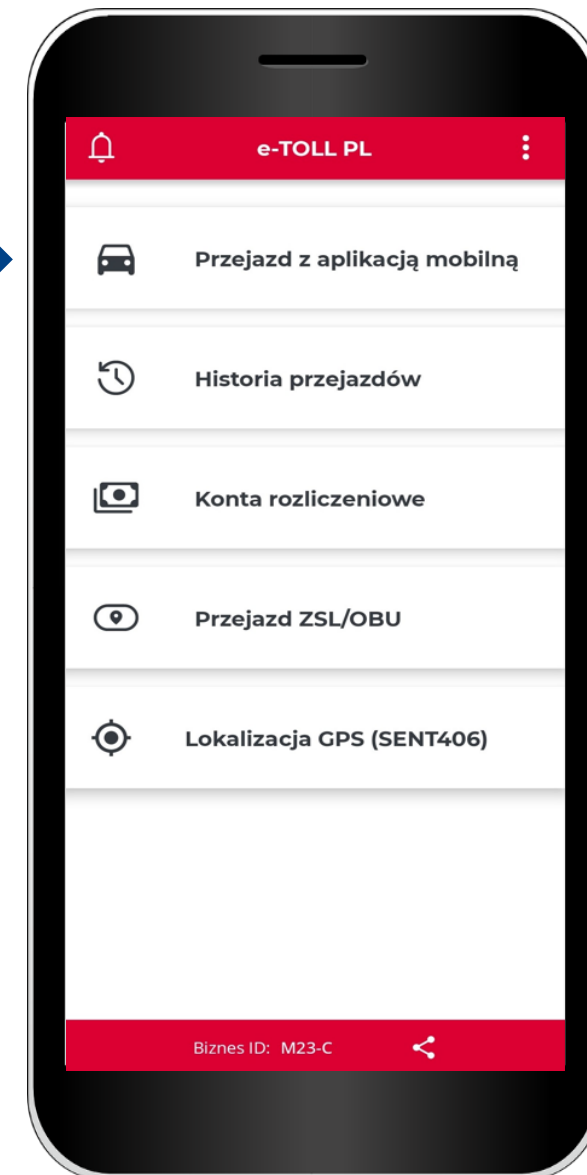 e-TOLL PL
Przejazd z aplikacją mobilną
Historia przejazdów
Konta rozliczeniowe
Przejazd ZSL/OBU
Lokalizacja GPS (SENT406)
Biznes ID: M23-C